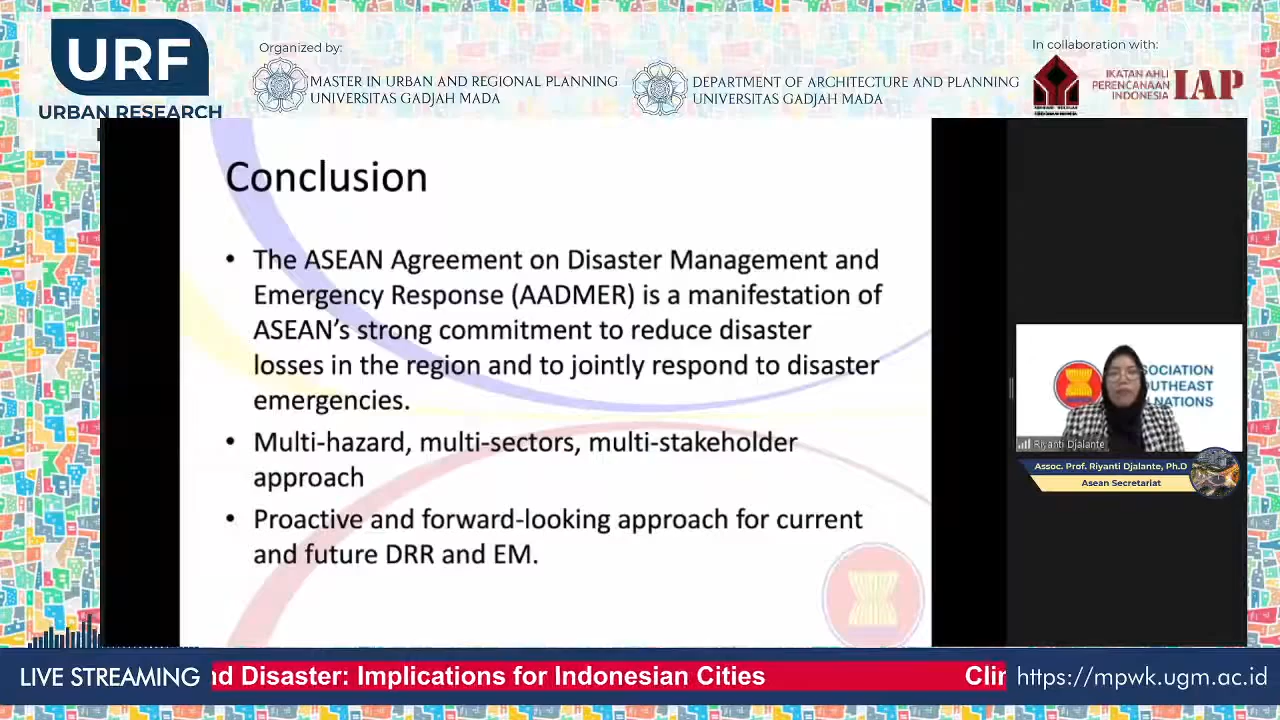 URF
URBAN RESEARCH
Organized by:
MASTER IN URBAN AND REGIONAL PLANNING
UNIVERSITAS GADJAH MADA
DEPARTMENT OF ARCHITECTURE AND PLANNING
UNIVERSITAS GADJAH MADA
In collaboration with:
IKATAN AHLI
PERENCANAAN
INDONESIA
IAP
Conclusion
• The ASEAN Agreement on Disaster Management and
Emergency Response (AADMER) is a manifestation of
ASEAN’s strong commitment to reduce disaster
losses in the region and to jointly respond to disaster
emergencies.
• Multi-hazard, multi-sectors, multi-stakeholder
approach
• Proactive and forward-looking approach for current
and future DRR and EM.
SOCIATION
OUTHEAST
NATIONS
Riyanti Djalante
Assoc. Prof. Riyanti Djalante, Ph.D
Asean Secretariat
LIVE STREAMING
nd Disaster: Implications for Indonesian Cities
Clir
https://mpwk.ugm.ac.id